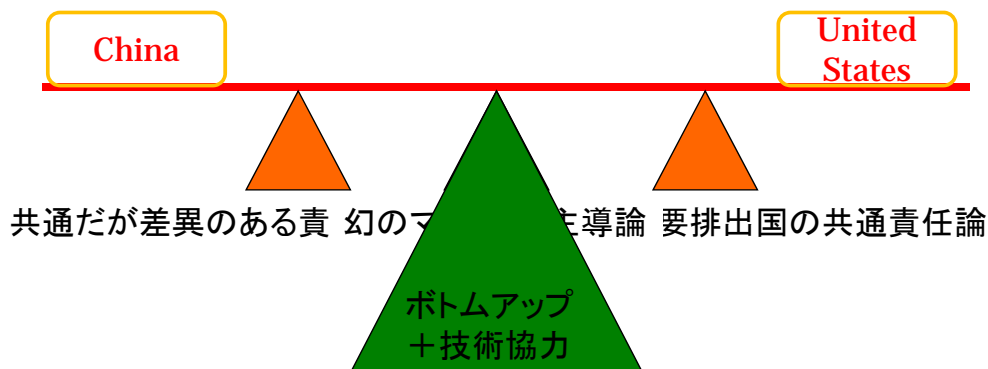 China
United
States
共通だが差異のある責 幻のマ 主導論 要排出国の共通責任論
ボトムアップ
＋技術協力